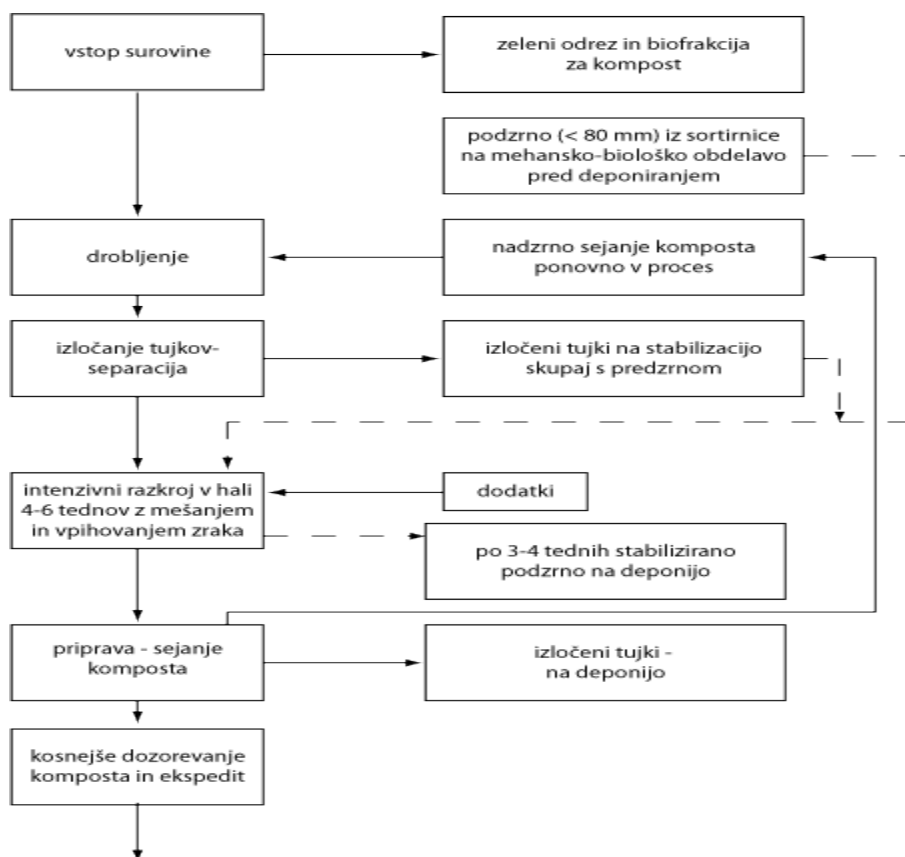 vstop surovine
zeleni odrez in biofrakcija
za kompost
podzrno (< 80 mm) iz sortirnice
na mehansko-biološko obdelavo
pred deponiranjem
drobljenje
nadzrno sejanje komposta
ponovno v proces
izločanje tujkov-
separacija
izločeni tujki na stabilizacijo
skupaj s predzrnom
intenzivni razkroj v hali
4-6 tednov z mešanjem
in vpihovanjem zraka
dodatki
po 3-4 tednih stabilizirano
podzrno na deponijo
priprava - sejanje
komposta
izločeni tujki -
na deponijo
kosnejše dozorevanje
komposta in ekspedit